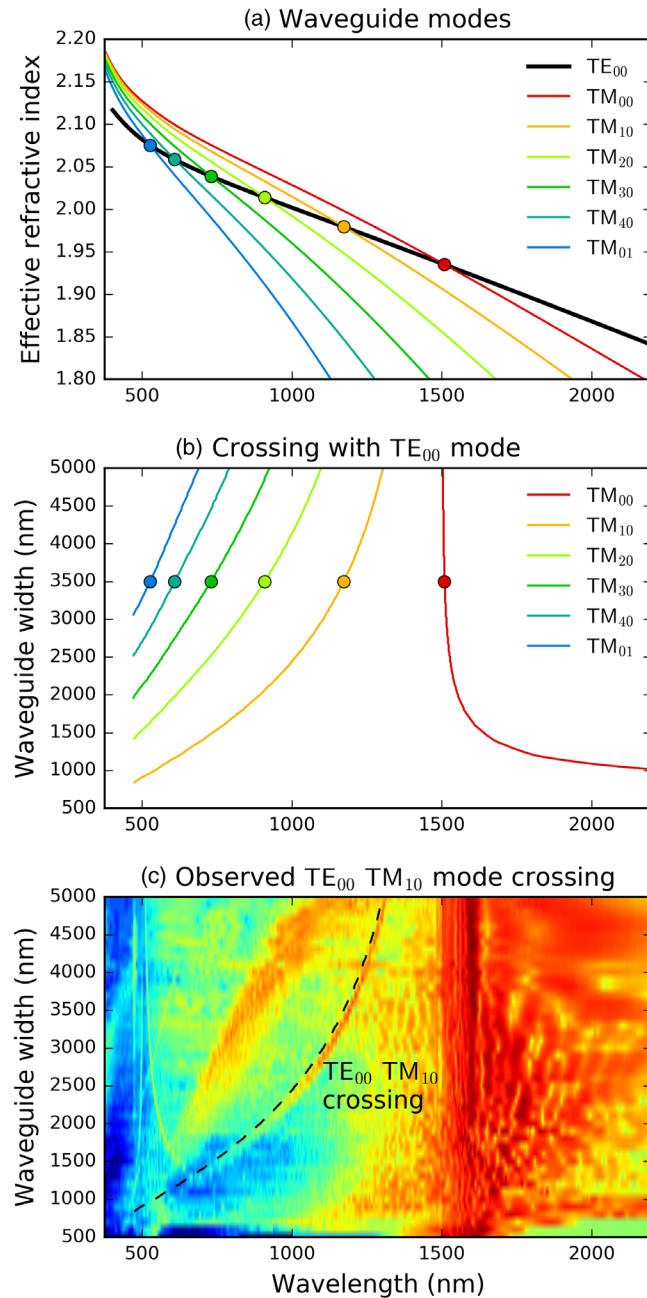 (a) Waveguide modes
Effective refractive index
2.20
2.15
2.10
2.05
2.00
1.95
1.90
1.85
1.80
TE₀₀
TM₀₀
TM₁₀
TM₂₀
TM₃₀
TM₄₀
TM₀₁
500
1000
1500
2000
(b) Crossing with TE₀₀ mode
Waveguide width (nm)
5000
4500
4000
3500
3000
2500
2000
1500
1000
500
TM₀₀
TM₁₀
TM₂₀
TM₃₀
TM₄₀
TM₀₁
500
1000
1500
2000
(c) Observed TE₀₀ TM₁₀ mode crossing
Waveguide width (nm)
5000
4500
4000
3500
3000
2500
2000
1500
1000
500
TE₀₀ TM₁₀
crossing
500
1000
1500
2000
Wavelength (nm)